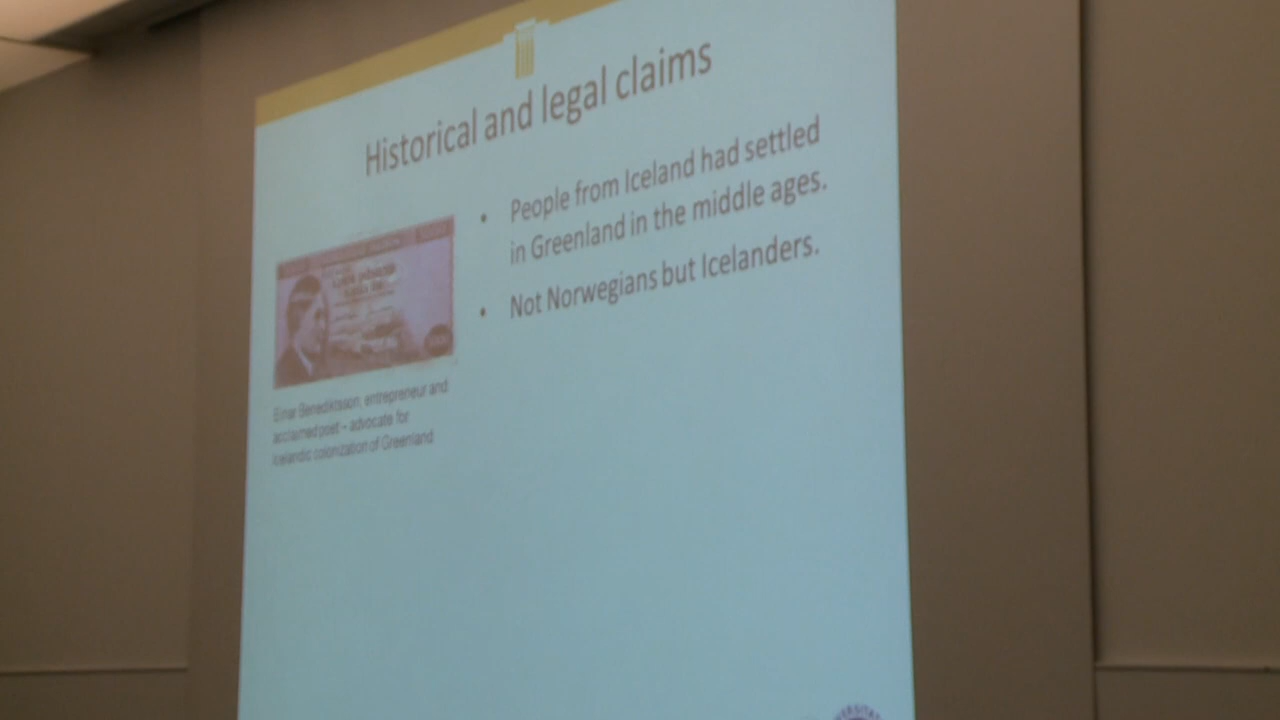 Historical and legal claims
• People from Iceland had settled
in Greenland in the middle ages.
• Not Norwegians but Icelanders.
Einar Benediktsson, entrepreneur and
acclaimed poet – advocate for
Icelandic colonization of Greenland